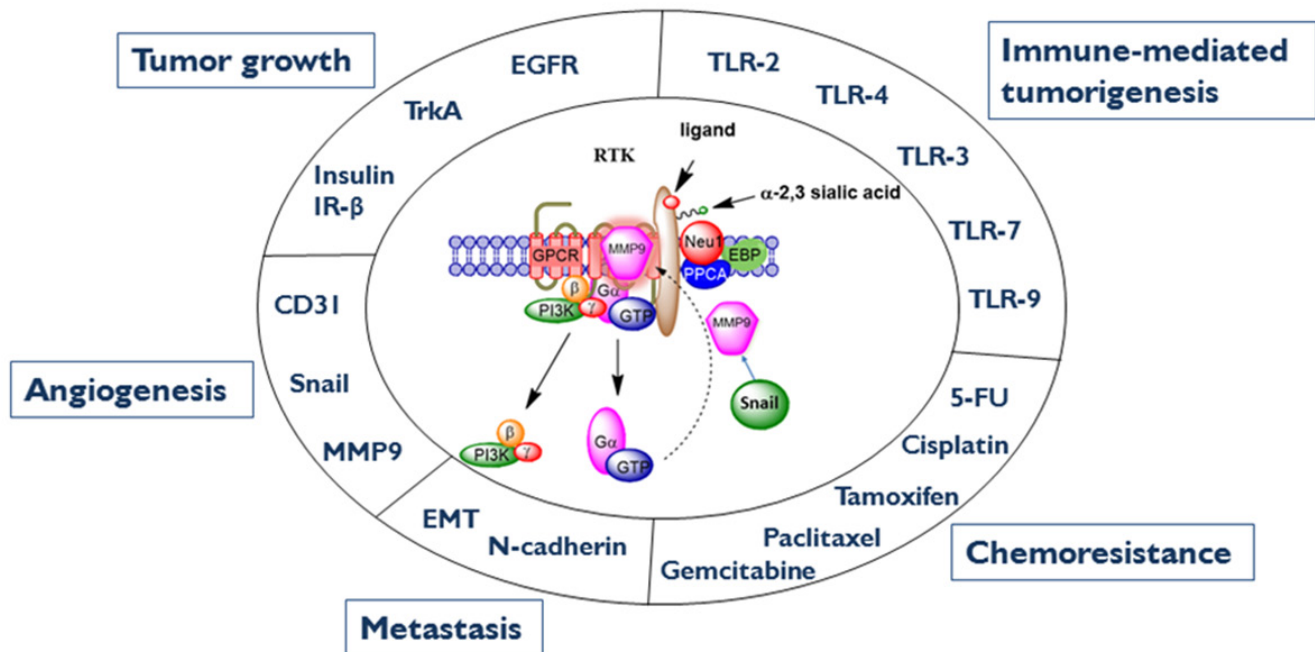 Tumor growth
EGFR
TrkA
Insulin
IR-β
TLR-2
TLR-4
TLR-3
TLR-7
TLR-9
Immune-mediated
tumorigenesis
ligand
RTK
α-2,3 sialic acid
GPCR
MMP9
Neu1
EBP
PPCA
β
Gα
PI3K
γ
GTP
MMP9
Snail
β
PI3K
γ
Gα
GTP
CD31
Snail
MMP9
Angiogenesis
EMT
N-cadherin
Metastasis
5-FU
Cisplatin
Tamoxifen
Paclitaxel
Gemcitabine
Chemoresistance